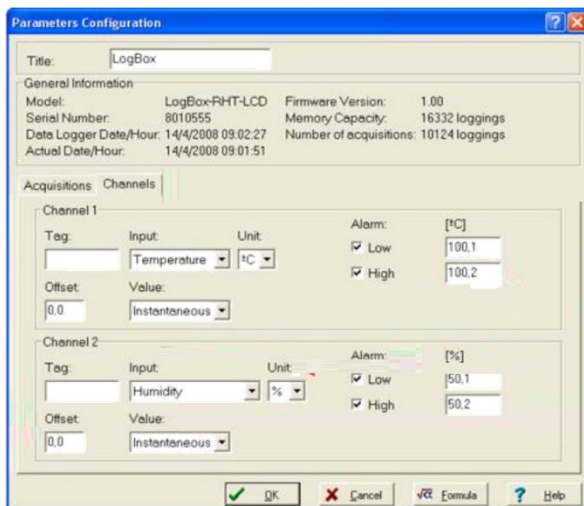 Parameters Configuration
Title: LogBox
General Information
Model: LogBox-RHT-LCD Firmware Version: 1.00
Serial Number: 8010555 Memory Capacity: 16332 loggings
Data Logger Date/Hour: 14/4/2008 09:02:27 Number of acquisitions: 10124 loggings
Actual Date/Hour: 14/4/2008 09:01:51
Acquisitions Channels
Channel 1
Tag: Input: Unit: Alarm: [ºC]
Temperature ºC Low 100,1
High 100,2
Offset: Value:
0,0 Instantaneous
Channel 2
Tag: Input: Unit: Alarm: [%]
Humidity % Low 50,1
High 50,2
Offset: Value:
0,0 Instantaneous
OK Cancel √α Formula ? Help